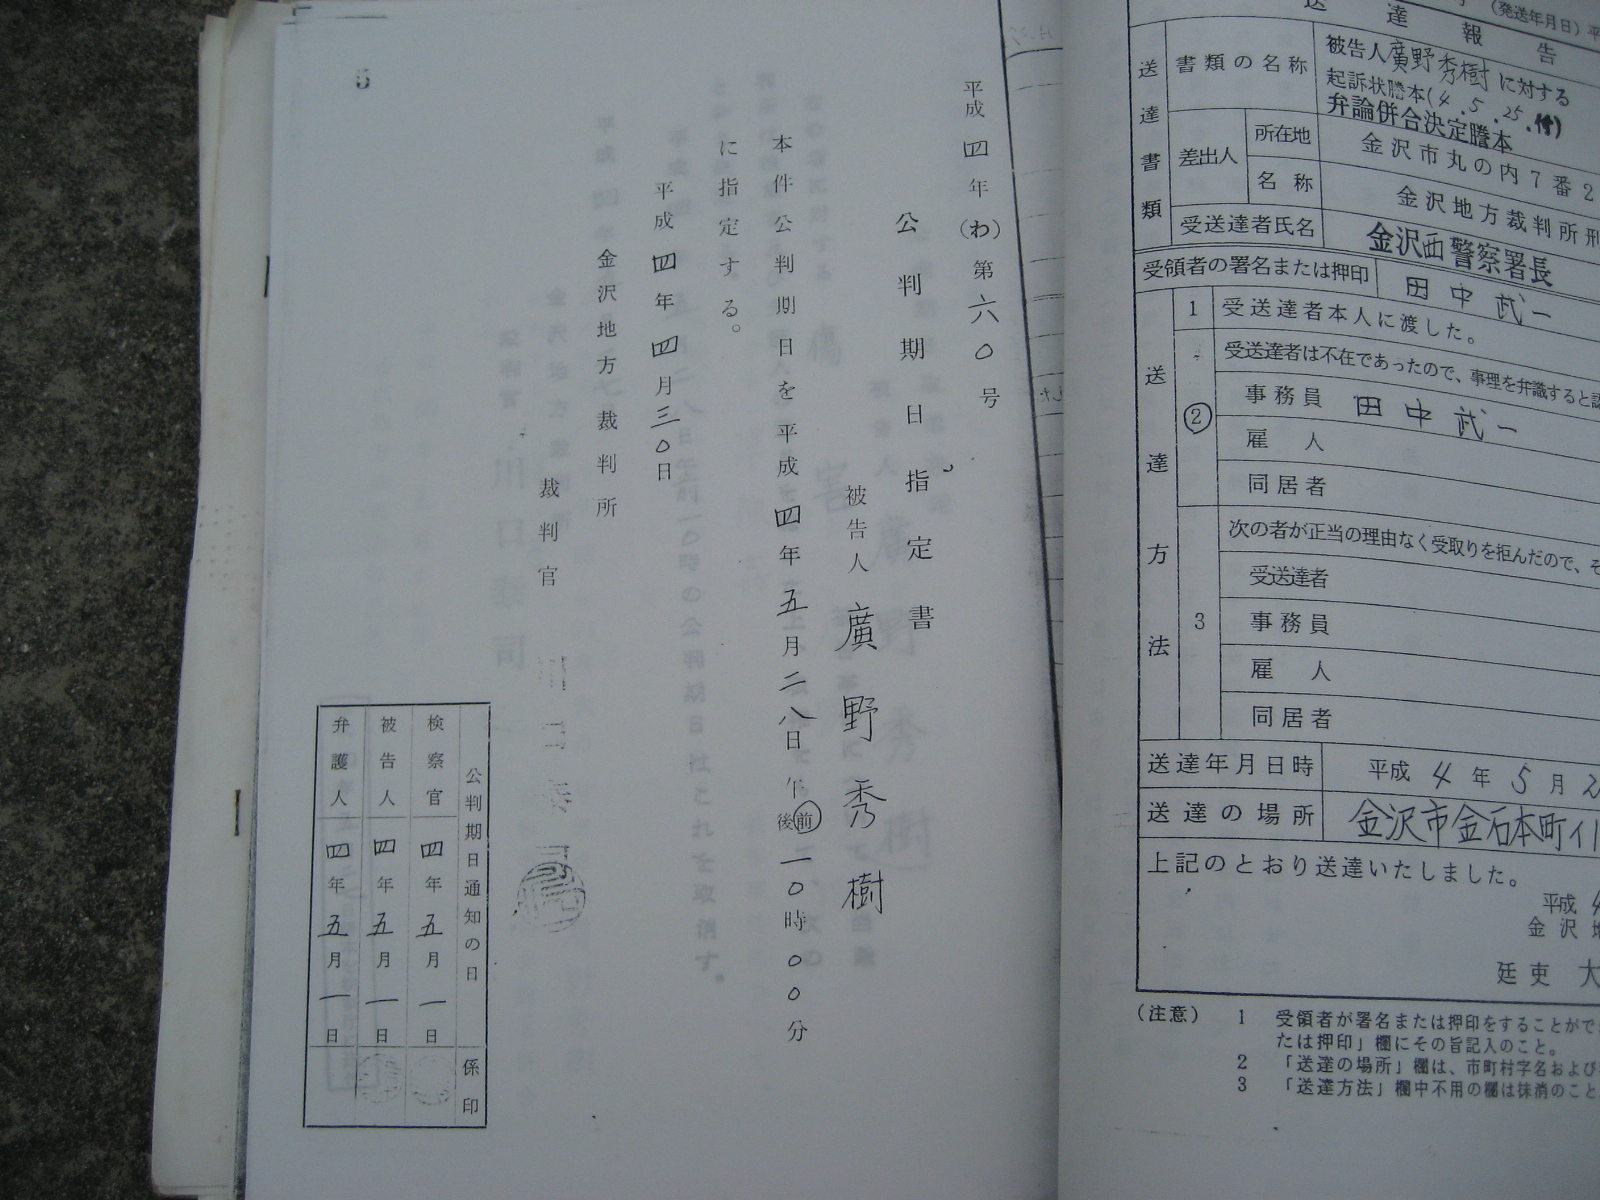 送達報告
(発送年月日)平
送達書類
書類の名称
被告人廣野秀樹に対する
起訴状謄本(4.5.25.付)
弁論併合決定謄本
差出人
所在地
金沢市丸の内7番2
名称
金沢地方裁判所刑
受送達者氏名
金沢西警察署長
受領者の署名または押印
田中武一
送達方法
1 受送達者本人に渡した。
2
受送達者は不在であったので、事理を弁識すると認
事務員 田中武一
雇人
同居者
3
次の者が正当の理由なく受取りを拒んだので、そ
受送達者
事務員
雇人
同居者
送達年月日時
平成4年5月2
送達の場所
金沢市金石本町イ
上記のとおり送達いたしました。
平成4
金沢地
廷吏 大
(注意) 1 受領者が署名または押印をすることがで
たは押印」欄にその旨記入のこと。
2 「送達の場所」欄は、市町村字名および
3 「送達方法」欄中不用の欄は抹消のこと
平成四年(わ)第六〇号
公判期日指定書
被告人 廣野秀樹
本件公判期日を平成四年五月二八日午前後一〇時〇〇分
に指定する。
平成四年四月三〇日
金沢地方裁判所
裁判官 川口泰司
公判期日通知の日 係印
検察官 四年五月一日
被告人 四年五月一日
弁護人 四年五月一日
5